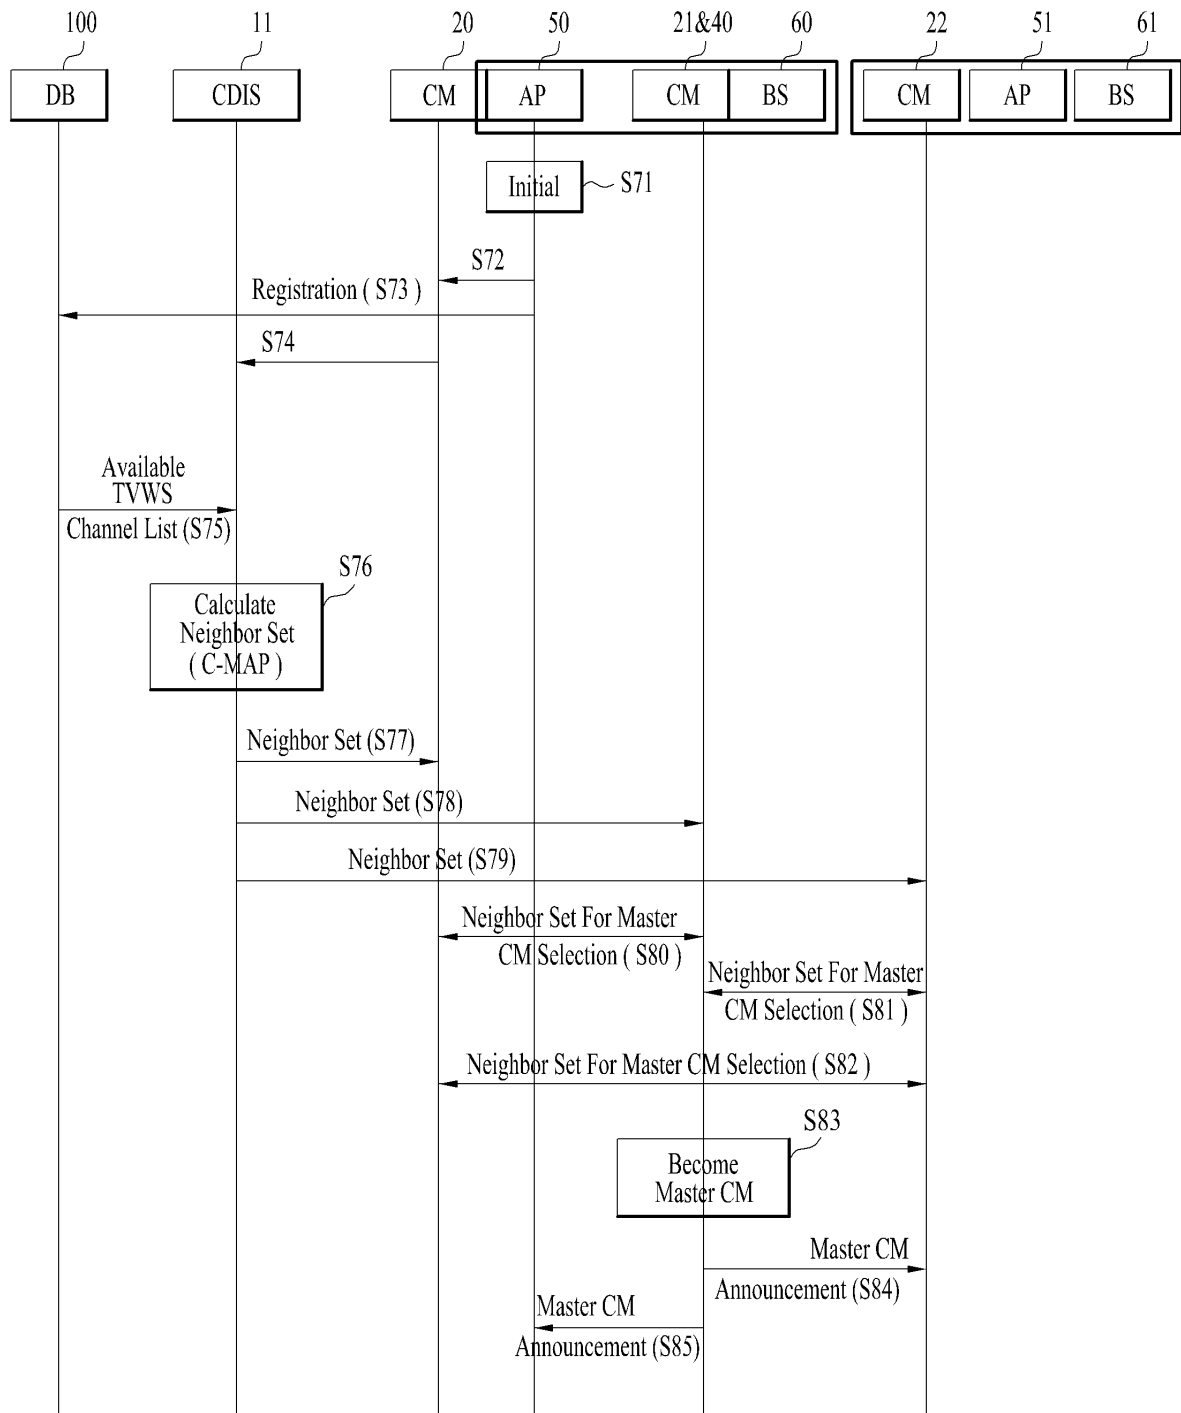 100 11 20 50 21&40 60 22 51 61
DB CDIS CM AP CM BS CM AP BS
Initial
S71
S72
Registration ( S73 )
S74
Available
TVWS
Channel List (S75)
S76
Calculate
Neighbor Set
( C-MAP )
Neighbor Set (S77)
Neighbor Set (S78)
Neighbor Set (S79)
Neighbor Set For Master
CM Selection ( S80 )
Neighbor Set For Master
CM Selection ( S81 )
Neighbor Set For Master CM Selection ( S82 )
S83
Become
Master CM
Master CM
Announcement (S84)
Master CM
Announcement (S85)